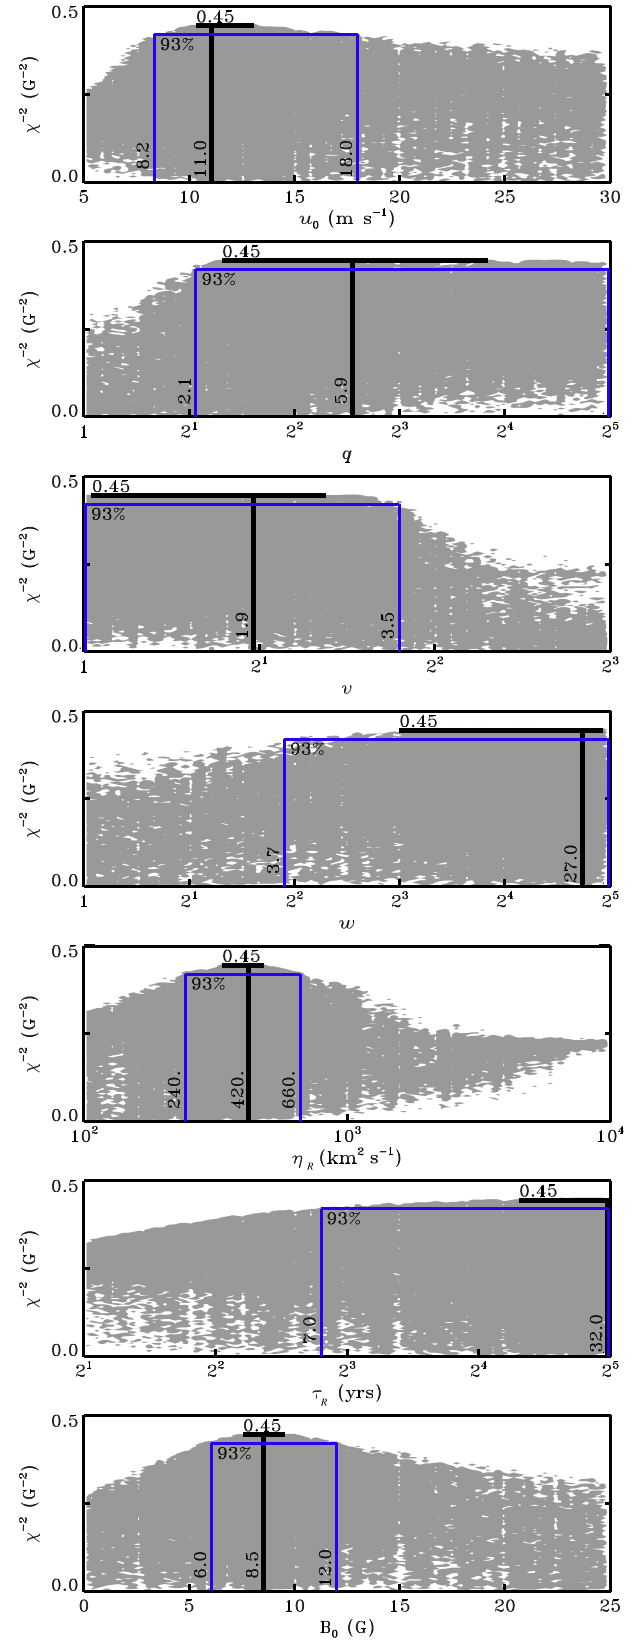 0.5
0.45
93%
χ⁻² (G⁻²)
8.2
11.0
18.0
0.0
5 10 15 20 25 30
u₀ (m s⁻¹)
0.5
0.45
93%
χ⁻² (G⁻²)
2.1
5.9
0.0
1 2¹ 2² 2³ 2⁴ 2⁵
q
0.5
0.45
93%
χ⁻² (G⁻²)
1.9
3.5
0.0
1 2¹ 2² 2³
v
0.5
0.45
93%
χ⁻² (G⁻²)
3.7
27.0
0.0
1 2¹ 2² 2³ 2⁴ 2⁵
w
0.5
0.45
93%
χ⁻² (G⁻²)
240.
420.
660.
0.0
10² 10³ 10⁴
η_R (km² s⁻¹)
0.5
0.45
93%
χ⁻² (G⁻²)
7.0
32.0
0.0
2¹ 2² 2³ 2⁴ 2⁵
τ_R (yrs)
0.5
0.45
93%
χ⁻² (G⁻²)
6.0
8.5
12.0
0.0
0 5 10 15 20 25
B₀ (G)